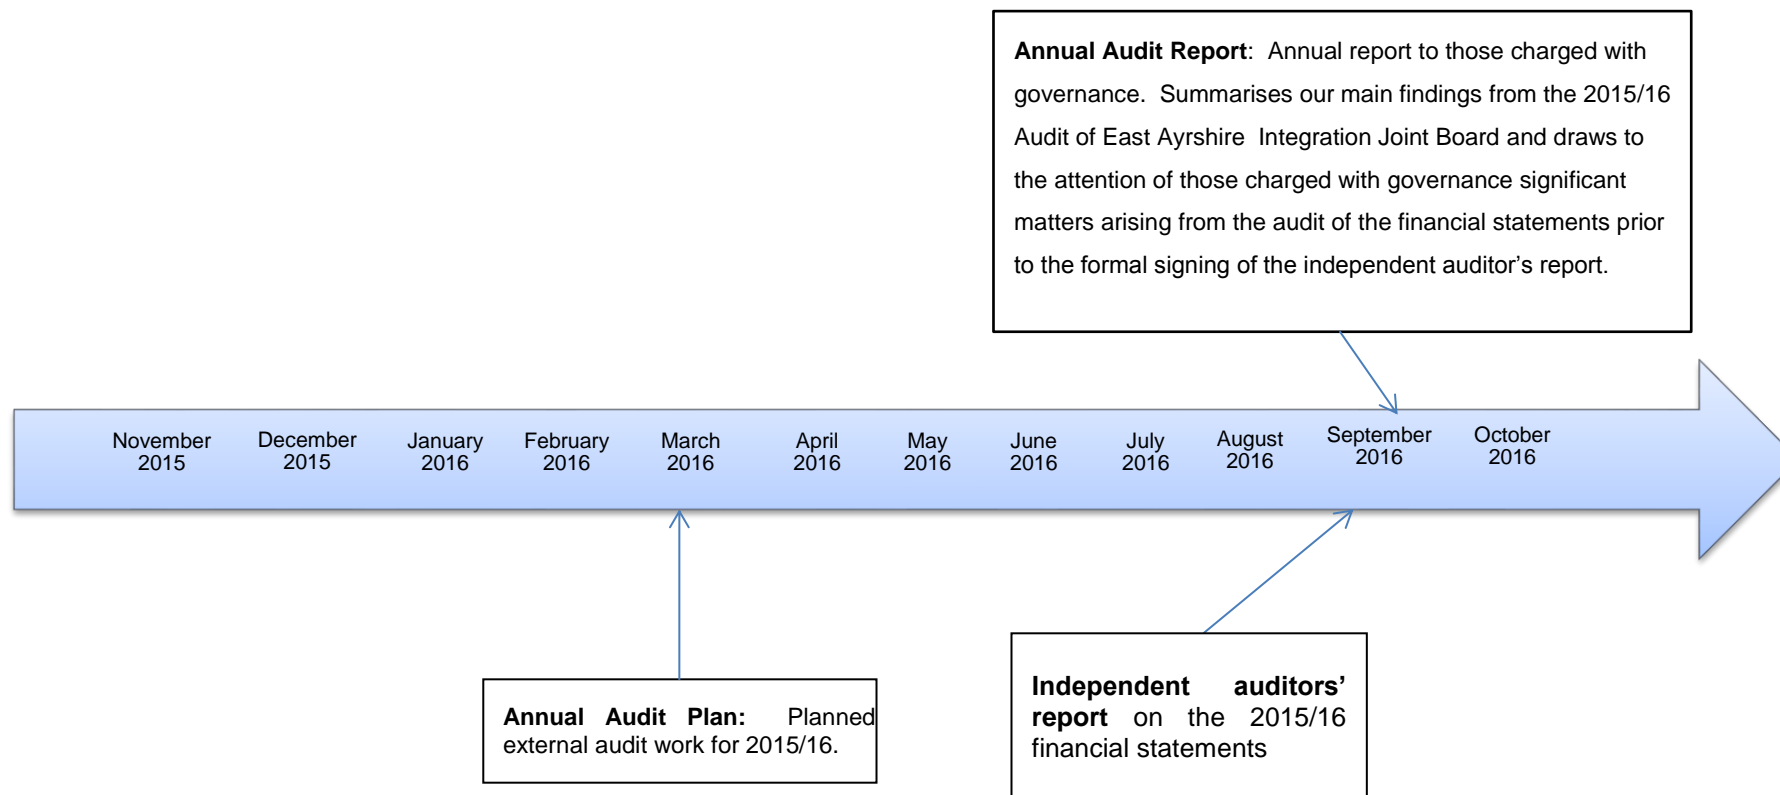 Annual Audit Report: Annual report to those charged with
governance. Summarises our main findings from the 2015/16
Audit of East Ayrshire Integration Joint Board and draws to
the attention of those charged with governance significant
matters arising from the audit of the financial statements prior
to the formal signing of the independent auditor’s report.
November
2015
December
2015
January
2016
February
2016
March
2016
April
2016
May
2016
June
2016
July
2016
August
2016
September
2016
October
2016
Annual Audit Plan: Planned
external audit work for 2015/16.
Independent auditors’
report on the 2015/16
financial statements